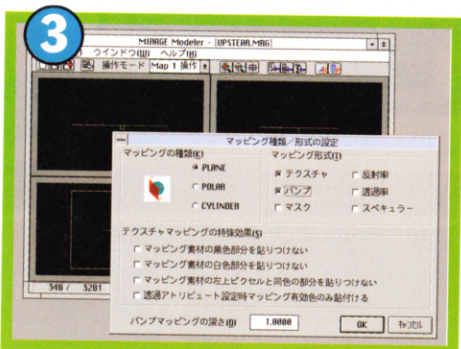 3
MIRAGE Modeler - [UPSTEAR.MRG]
ウインドウ(W) ヘルプ(H)
操作モード Map 1 操作
マッピング種類/形式の設定
マッピングの種類(K)
PLANE
POLAR
CYLINDER
マッピング形式(T)
テクスチャ 反射率
バンプ 透過率
マスク スペキュラー
テクスチャマッピングの特殊効果(S)
マッピング素材の黒色部分を貼りつけない
マッピング素材の白色部分を貼りつけない
マッピング素材の左上ピクセルと同色の部分を貼りつけない
透過アトリビュート設定時マッピング有効色のみ貼付ける
548 / 5281
バンプマッピングの深さ(D) 1.0000 OK キャンセル